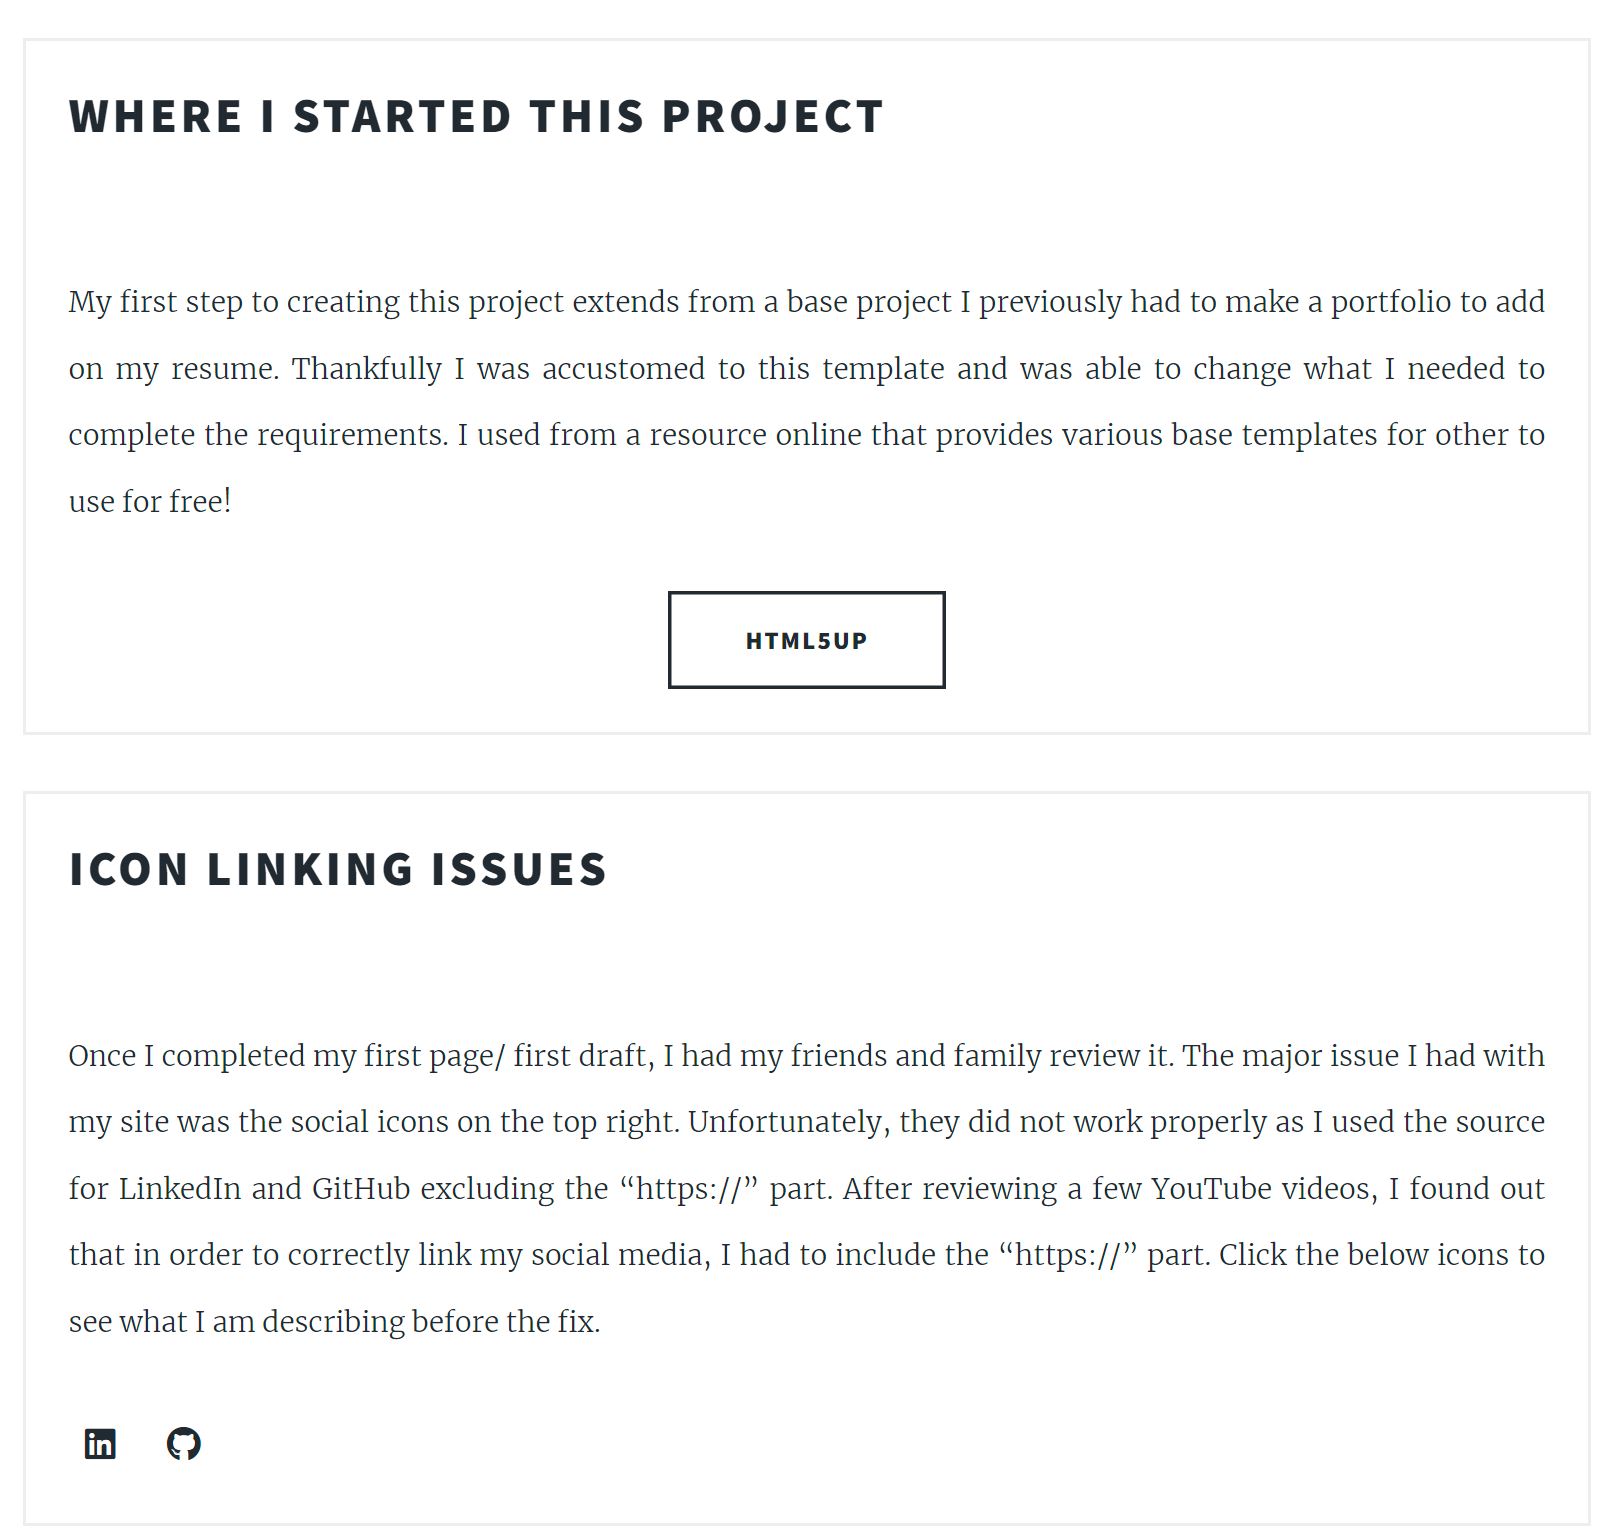 WHERE I STARTED THIS PROJECT
My first step to creating this project extends from a base project I previously had to make a portfolio to add
on my resume. Thankfully I was accustomed to this template and was able to change what I needed to
complete the requirements. I used from a resource online that provides various base templates for other to
use for free!
HTML5UP
ICON LINKING ISSUES
Once I completed my first page/ first draft, I had my friends and family review it. The major issue I had with
my site was the social icons on the top right. Unfortunately, they did not work properly as I used the source
for LinkedIn and GitHub excluding the “https://” part. After reviewing a few YouTube videos, I found out
that in order to correctly link my social media, I had to include the “https://” part. Click the below icons to
see what I am describing before the fix.
in